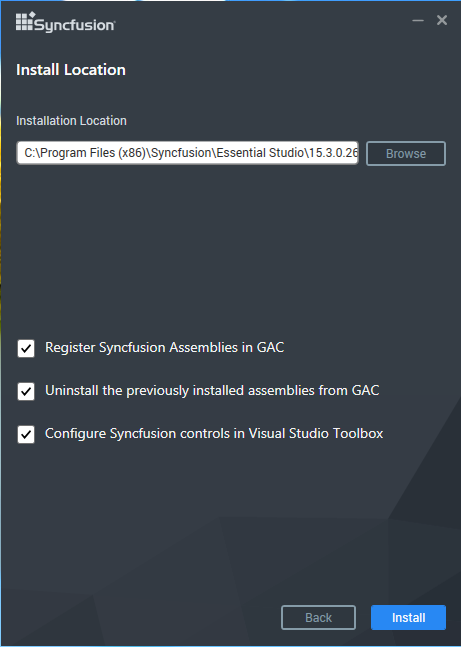 Syncfusion
Install Location
Installation Location
C:\Program Files (x86)\Syncfusion\Essential Studio\15.3.0.26
Browse
Register Syncfusion Assemblies in GAC
Uninstall the previously installed assemblies from GAC
Configure Syncfusion controls in Visual Studio Toolbox
Back
Install